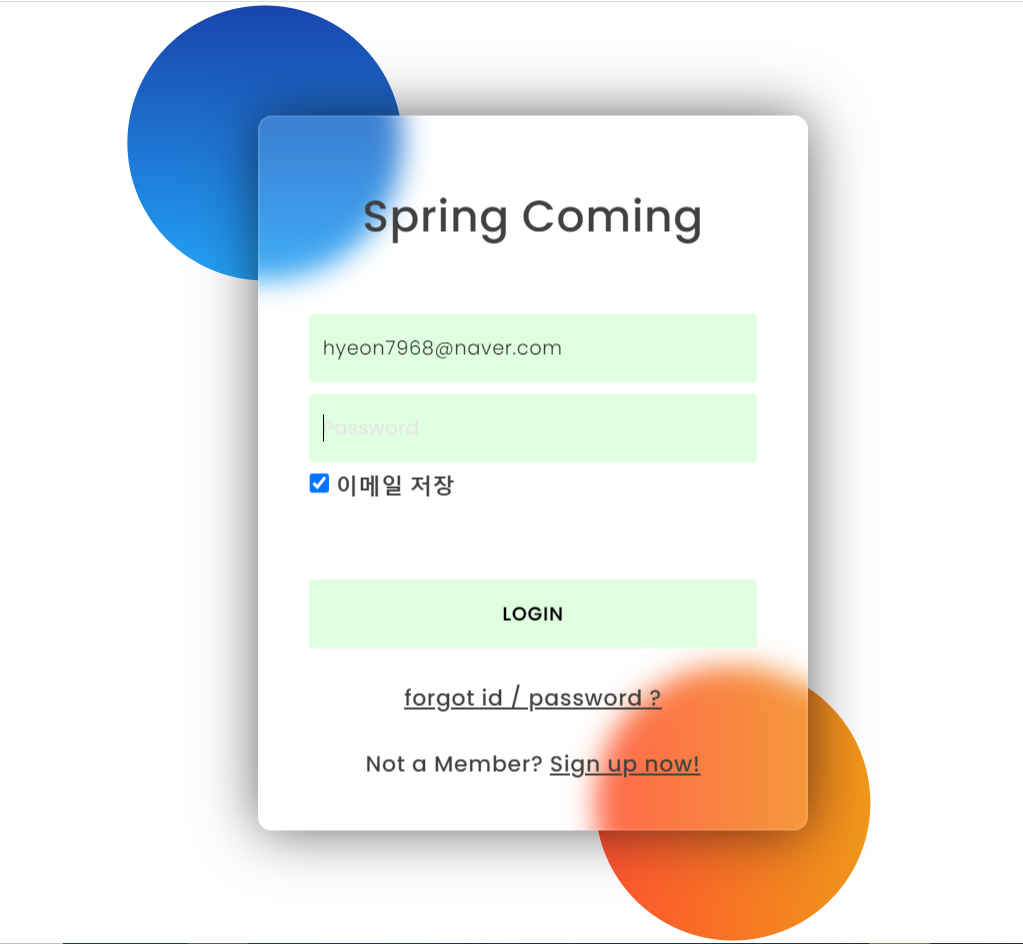 Spring Coming
hyeon7968@naver.com
Password
이메일 저장
LOGIN
forgot id / password ?
Not a Member? Sign up now!